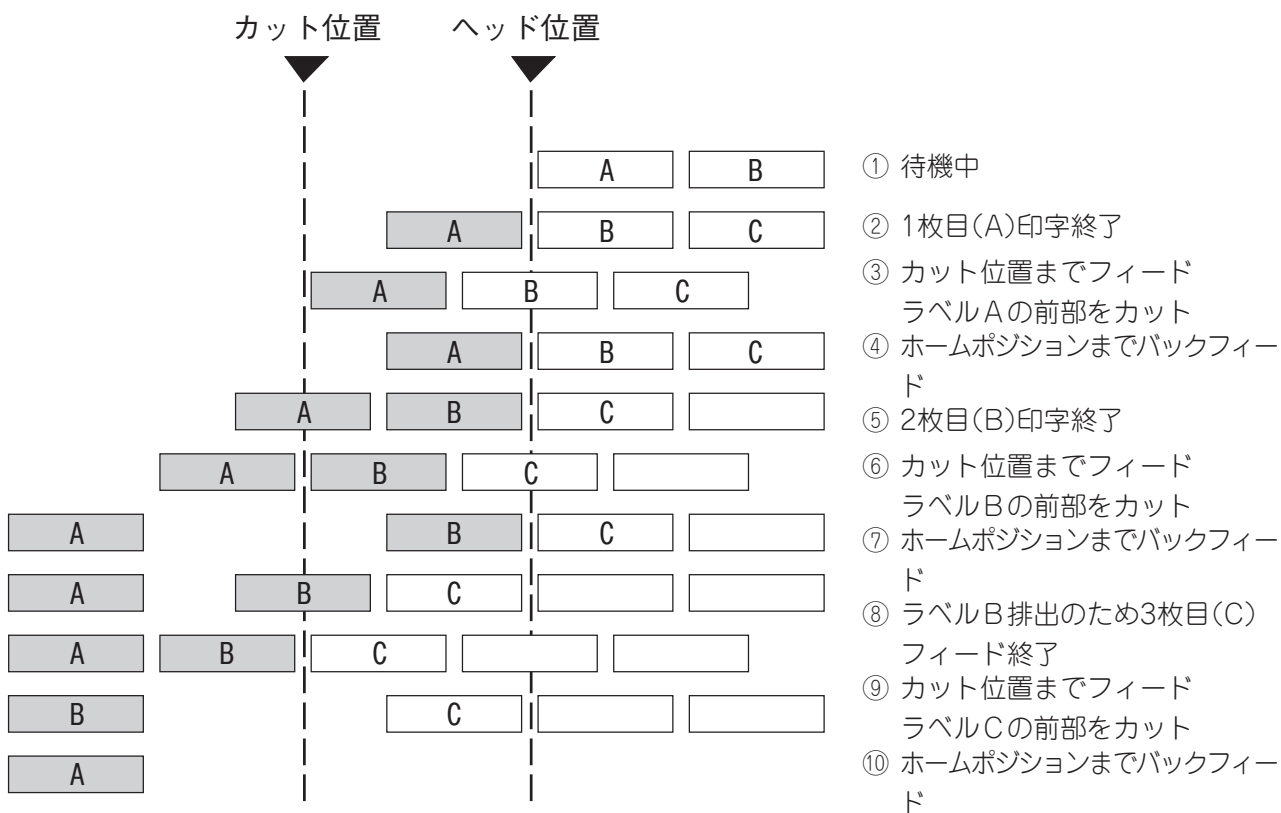 カット位置 ヘッド位置
A B ① 待機中
A B C ② 1枚目(A)印字終了
A B C ③ カット位置までフィード
ラベルAの前部をカット
A B C ④ ホームポジションまでバックフィー
ド
A B C ⑤ 2枚目(B)印字終了
A B C ⑥ カット位置までフィード
ラベルBの前部をカット
A B C ⑦ ホームポジションまでバックフィー
ド
A B C ⑧ ラベルB排出のため3枚目(C)
フィード終了
A B C ⑨ カット位置までフィード
ラベルCの前部をカット
B C ⑩ ホームポジションまでバックフィー
ド
A